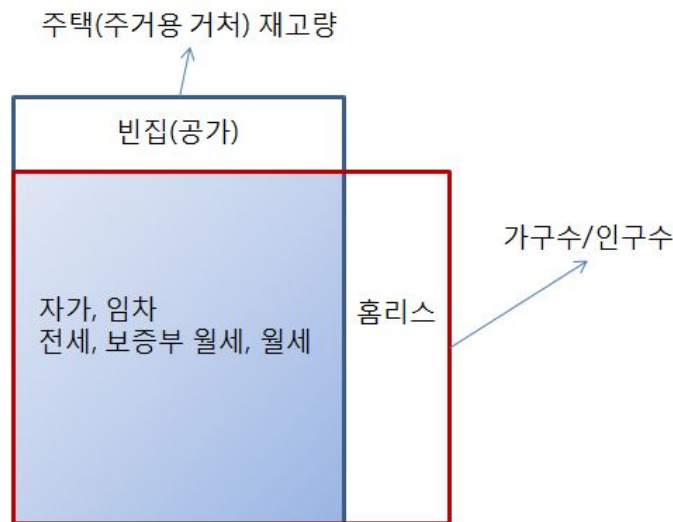 주택(주거용 거처) 재고량
빈집(공가)
가구수/인구수
자가, 임차
전세, 보증부 월세, 월세
홈리스